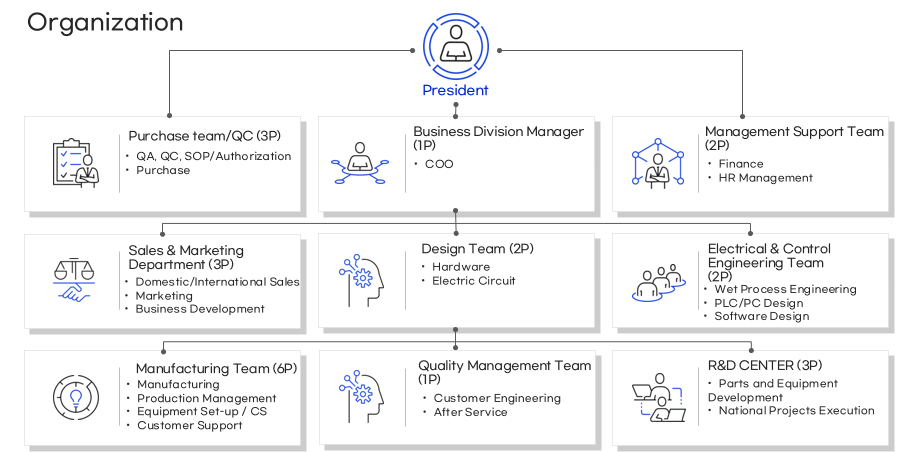 Organization
President
Purchase team/QC (3P)
• QA, QC, SOP/Authorization
• Purchase
Business Division Manager
(1P)
• COO
Management Support Team
(2P)
• Finance
• HR Management
Sales & Marketing
Department (3P)
• Domestic/International Sales
• Marketing
• Business Development
Design Team (2P)
• Hardware
• Electric Circuit
Electrical & Control
Engineering Team
(2P)
• Wet Process Engineering
• PLC/PC Design
• Software Design
Manufacturing Team (6P)
• Manufacturing
• Production Management
• Equipment Set-up / CS
• Customer Support
Quality Management Team
(1P)
• Customer Engineering
• After Service
R&D CENTER (3P)
• Parts and Equipment
Development
• National Projects Execution